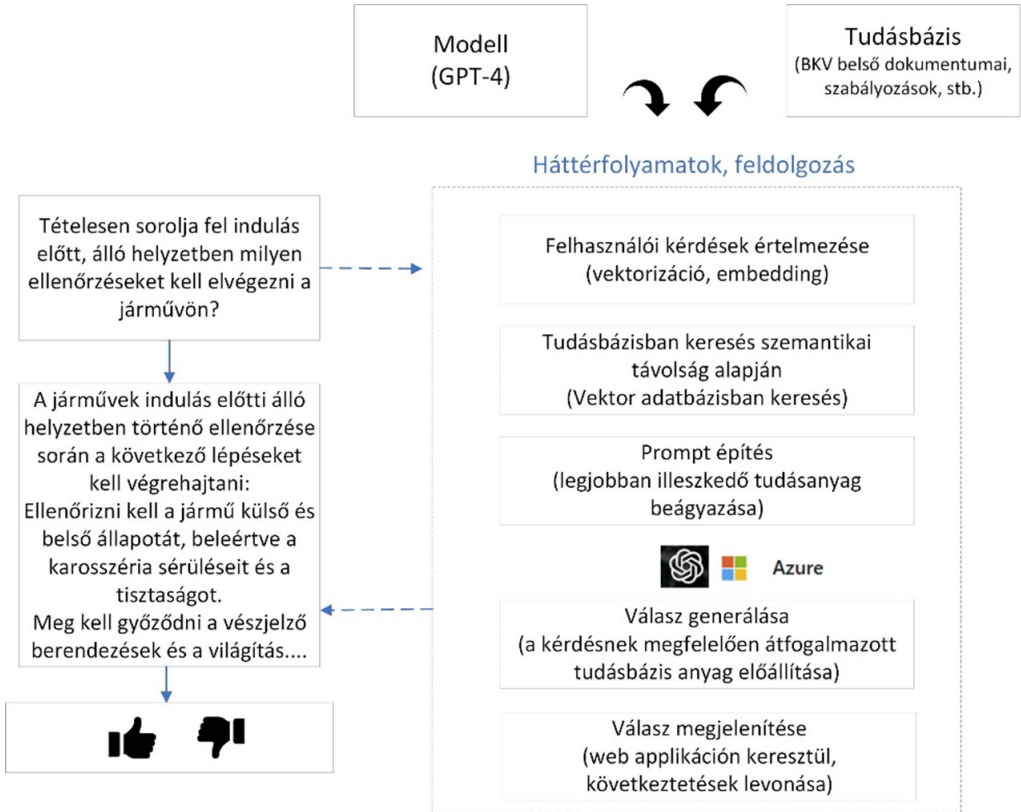 Modell
(GPT-4)
Tudásbázis
(BKV belső dokumentumai,
szabályozások, stb.)
Háttérfolyamatok, feldolgozás
Tételesen sorolja fel indulás
előtt, álló helyzetben milyen
ellenőrzéseket kell elvégezni a
járművön?
A járművek indulás előtti álló
helyzetben történő ellenőrzése
során a következő lépéseket
kell végrehajtani:
Ellenőrizni kell a jármű külső és
belső állapotát, beleértve a
karosszéria sérüléseit és a
tisztaságot.
Meg kell győződni a vészjelző
berendezések és a világítás....
Felhasználói kérdések értelmezése
(vektorizáció, embedding)
Tudásbázisban keresés szemantikai
távolság alapján
(Vektor adatbázisban keresés)
Prompt építés
(legjobban illeszkedő tudásanyag
beágyazása)
Azure
Válasz generálása
(a kérdésnek megfelelően átfogalmazott
tudásbázis anyag előállítása)
Válasz megjelenítése
(web applikáción keresztül,
következtetések levonása)